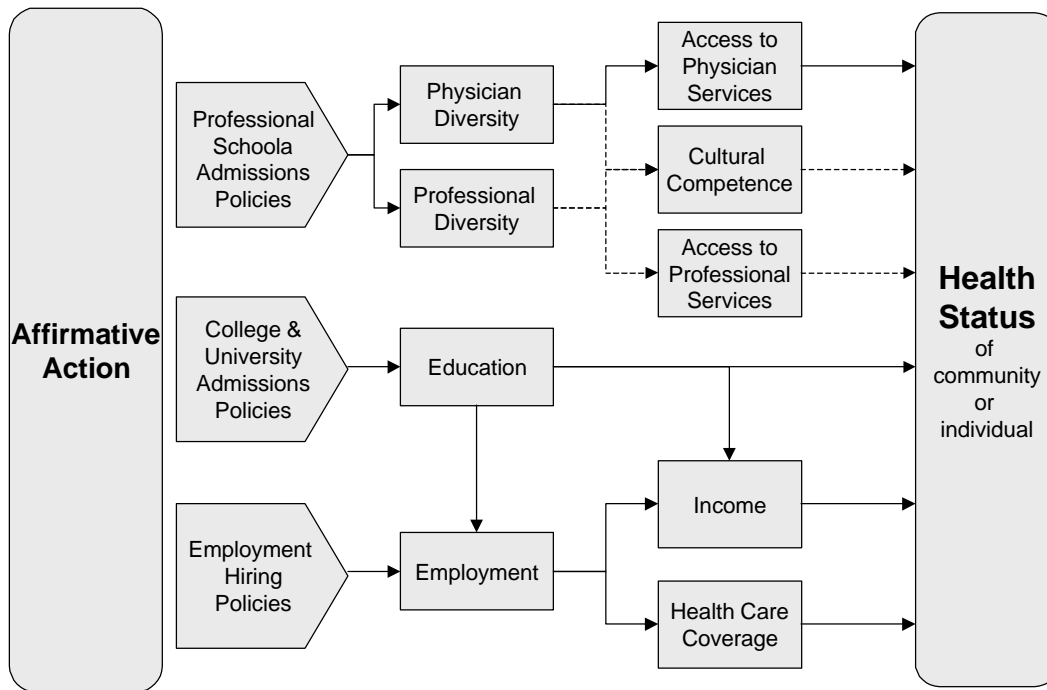 Affirmative
Action
Professional
Schoola
Admissions
Policies
College &
University
Admissions
Policies
Employment
Hiring
Policies
Physician
Diversity
Professional
Diversity
Education
Employment
Access to
Physician
Services
Cultural
Competence
Access to
Professional
Services
Income
Health Care
Coverage
Health
Status
of
community
or
individual